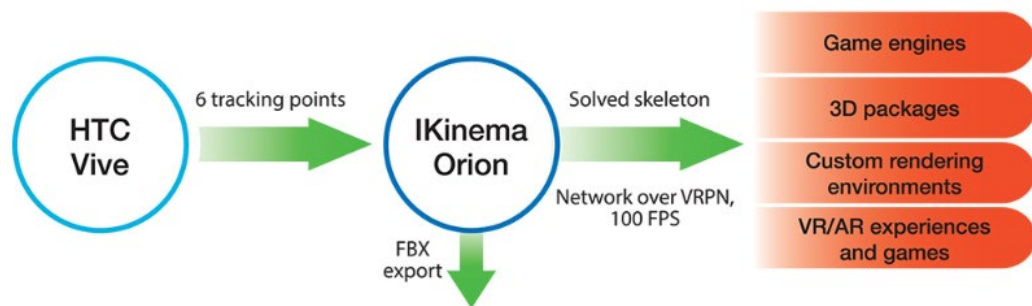 HTC
Vive
6 tracking points
IKinema
Orion
Solved skeleton
Network over VRPN,
100 FPS
FBX
export
Game engines
3D packages
Custom rendering
environments
VR/AR experiences
and games